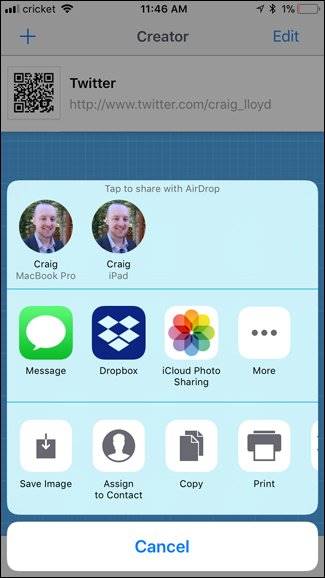 cricket 11:46 AM 1%
+ Creator Edit
Twitter
http://www.twitter.com/craig_lloyd
Tap to share with AirDrop
Craig
MacBook Pro
Craig
iPad
Message
Dropbox
iCloud Photo
Sharing
More
Save Image
Assign
to Contact
Copy
Print
Cancel